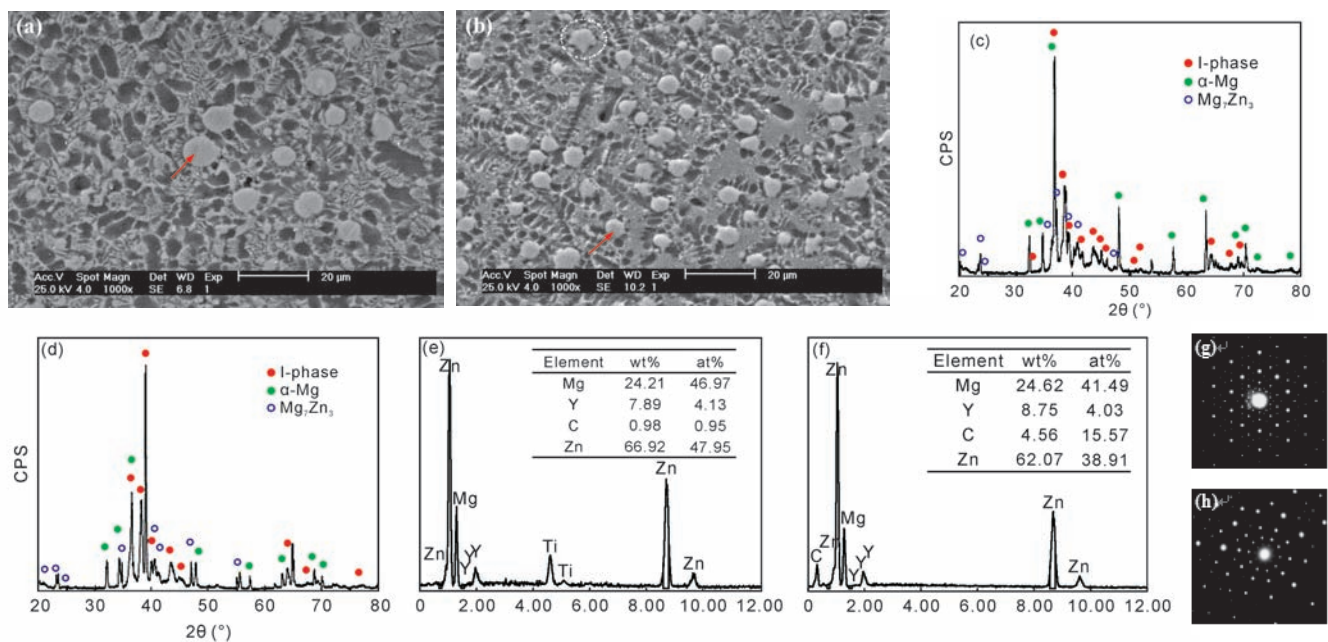 (a)
Acc.V Spot Magn Det WD Exp
25.0 kV 4.0 1000x SE 6.8 1
20 μm
(b)
Acc.V Spot Magn Det WD Exp
25.0 kV 4.0 1000x SE 10.2 1
20 μm
(c)
I-phase
α-Mg
Mg₇Zn₃
CPS
20 30 40 50 60 70 80
2θ (°)
(d)
I-phase
α-Mg
Mg₇Zn₃
CPS
20 30 40 50 60 70 80
2θ (°)
(e)
Element wt% at%
Mg 24.21 46.97
Y 7.89 4.13
C 0.98 0.95
Zn 66.92 47.95
Zn
Mg
Zn
Y
Y
Ti
Ti
Zn
Zn
0.00 2.00 4.00 6.00 8.00 10.00 12.00
(f)
Element wt% at%
Mg 24.62 41.49
Y 8.75 4.03
C 4.56 15.57
Zn 62.07 38.91
Zn
C
Zn
Mg
Y
Y
Y
Zn
Zn
0.00 2.00 4.00 6.00 8.00 10.00 12.00
(g)↵
(h)↵